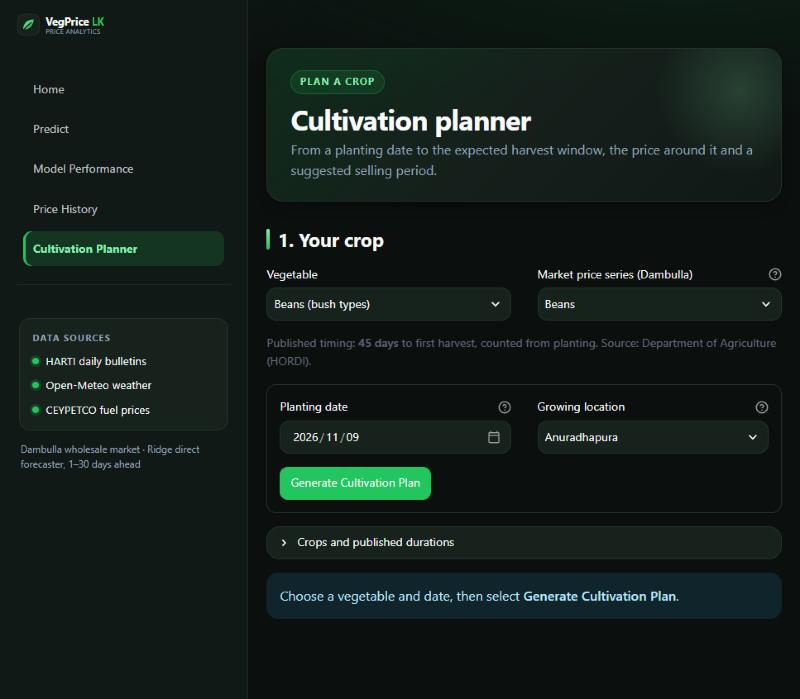 VegPrice LK
PRICE ANALYTICS
Home
Predict
Model Performance
Price History
Cultivation Planner
DATA SOURCES
HARTI daily bulletins
Open-Meteo weather
CEYPETCO fuel prices
Dambulla wholesale market · Ridge direct
forecaster, 1–30 days ahead
PLAN A CROP
Cultivation planner
From a planting date to the expected harvest window, the price around it and a
suggested selling period.
1. Your crop
Vegetable
Market price series (Dambulla)
Beans (bush types)
Beans
Published timing: 45 days to first harvest, counted from planting. Source: Department of Agriculture
(HORDI).
Planting date
Growing location
2026/11/09
Anuradhapura
Generate Cultivation Plan
Crops and published durations
Choose a vegetable and date, then select Generate Cultivation Plan.